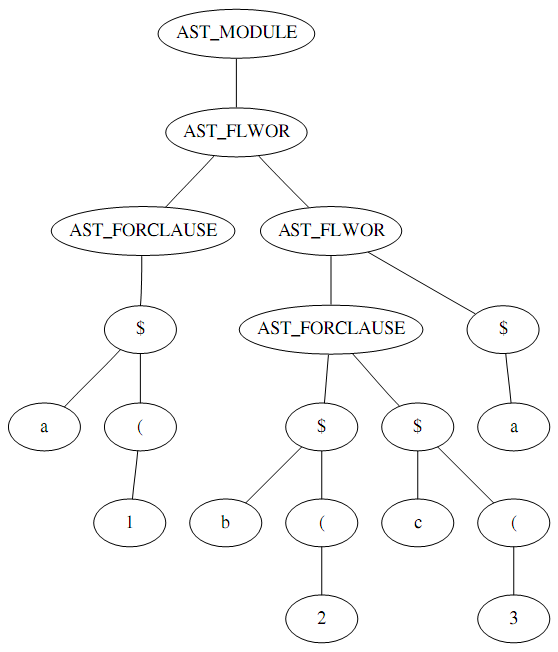 AST_MODULE
AST_FLWOR
AST_FORCLAUSE AST_FLWOR
$ AST_FORCLAUSE $
a ( $ $ a
1 b ( c (
2 3